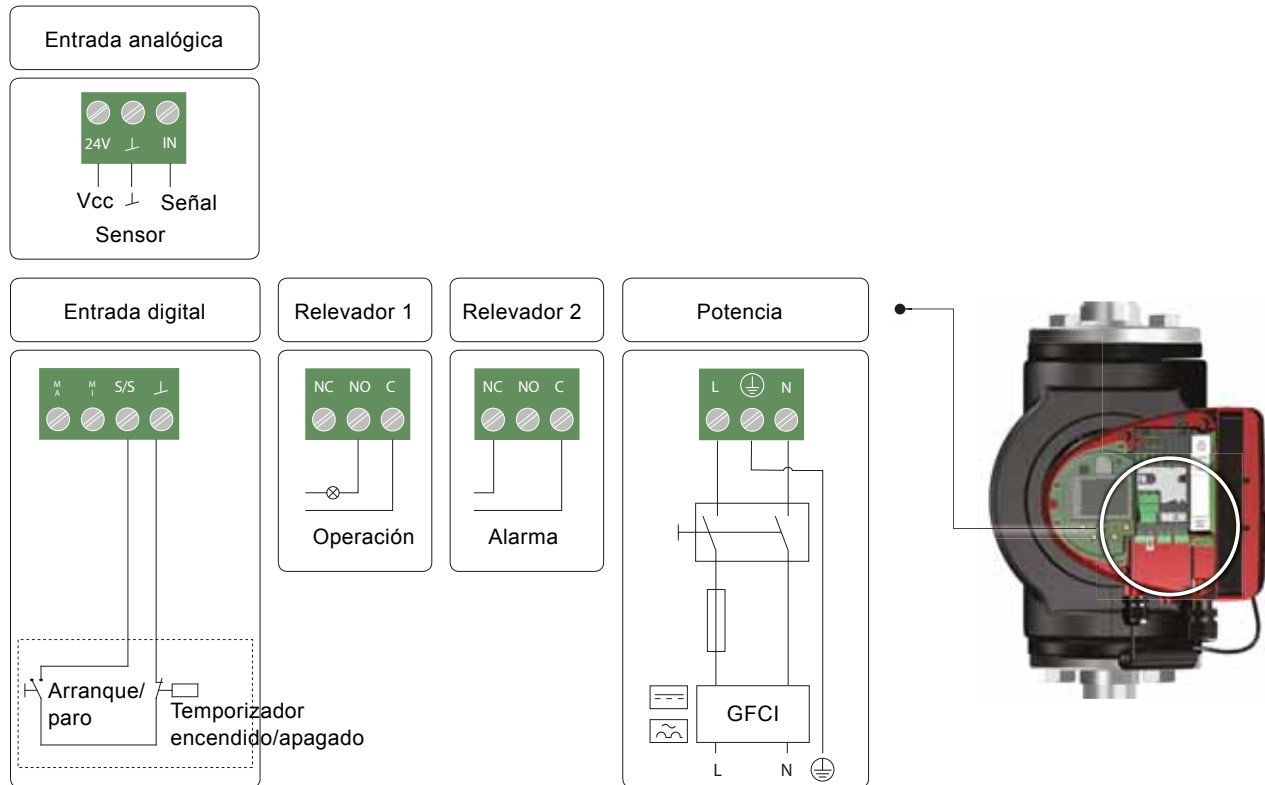 Entrada analógica
24V IN
Vcc Señal
Sensor
Entrada digital
Relevador 1
Relevador 2
Potencia
M
A
M
I
S/S
NC NO C
NC NO C
L N
Operación
Alarma
Arranque/
paro
Temporizador
encendido/apagado
GFCI
L N